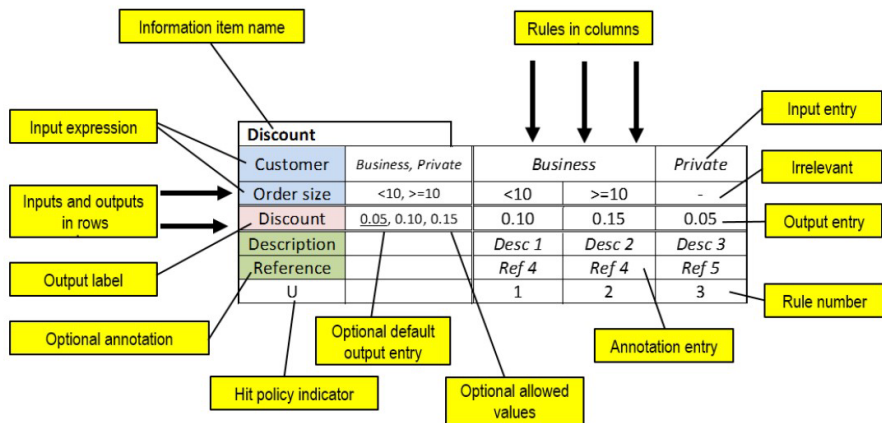 Information item name
Rules in columns
Input expression
Input entry
Discount
Customer Business, Private Business Private
Irrelevant
Order size <10, >=10 <10 >=10 -
Inputs and outputs
in rows
Discount 0.05, 0.10, 0.15 0.10 0.15 0.05
Output entry
Description Desc 1 Desc 2 Desc 3
Reference Ref 4 Ref 4 Ref 5
Output label
U 1 2 3
Rule number
Optional annotation
Optional default
output entry
Annotation entry
Hit policy indicator
Optional allowed
values